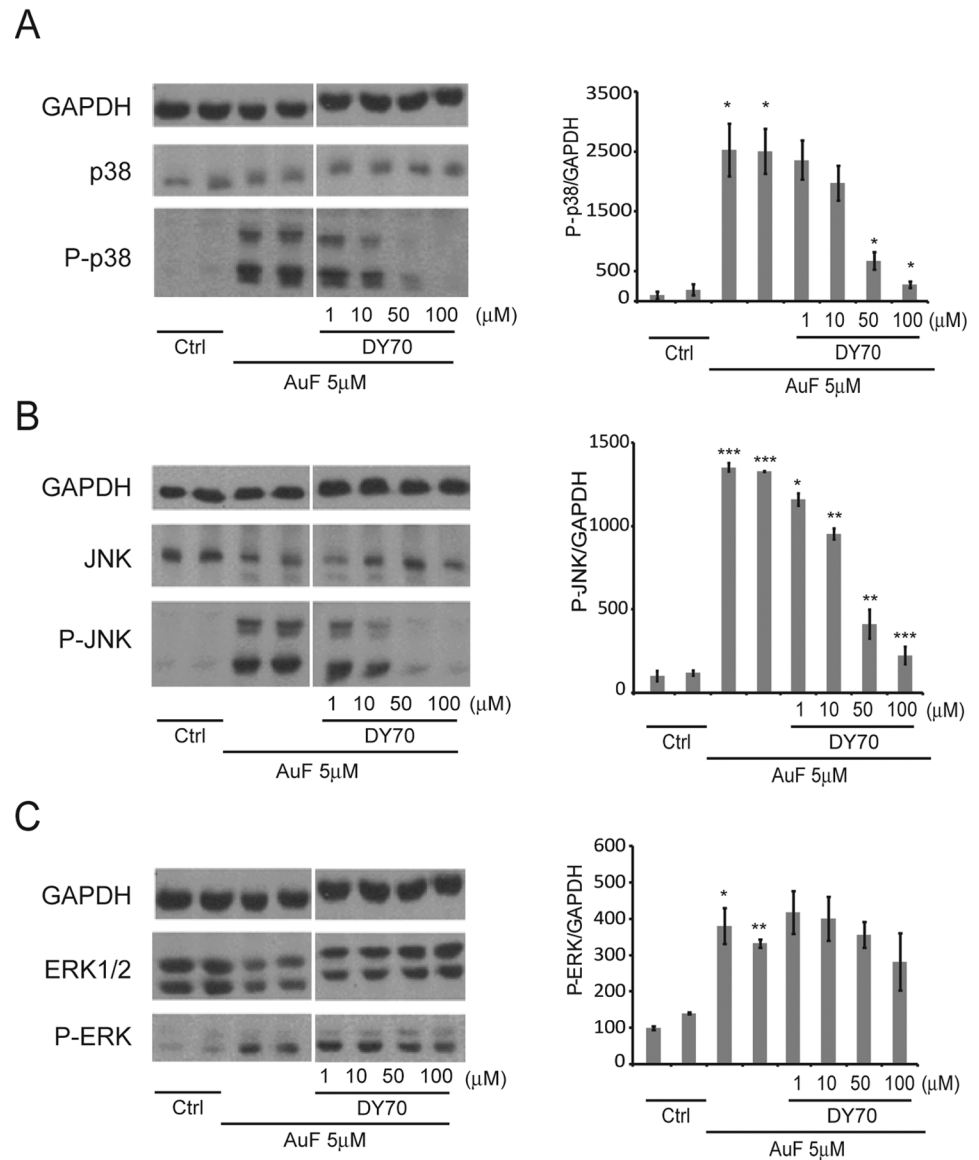 A
GAPDH
p38
P-p38
1 10 50 100 (μM)
Ctrl
DY70
AuF 5μM
P-p38/GAPDH
3500
2500
1500
500
0
* * * *
1 10 50 100 (μM)
Ctrl
DY70
AuF 5μM
B
GAPDH
JNK
P-JNK
1 10 50 100 (μM)
Ctrl
DY70
AuF 5μM
P-JNK/GAPDH
1500
1000
500
0
*** *** * ** ** ***
1 10 50 100 (μM)
Ctrl
DY70
AuF 5μM
C
GAPDH
ERK1/2
P-ERK
1 10 50 100 (μM)
Ctrl
DY70
AuF 5μM
P-ERK/GAPDH
600
500
400
300
200
100
0
* **
1 10 50 100 (μM)
Ctrl
DY70
AuF 5μM